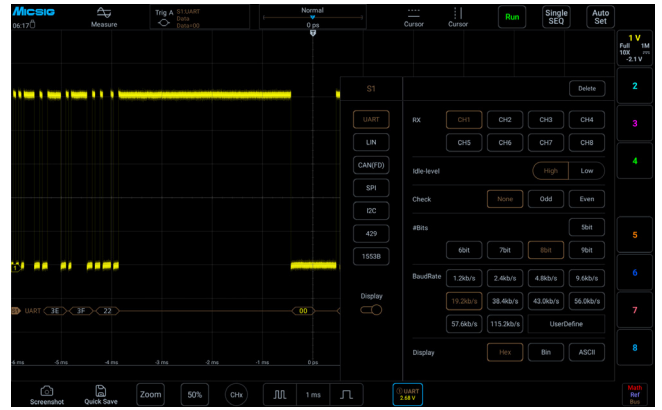 Micsig
06:17
Measure
Trig A S1:UART
Data
Data=00
Normal
0 ps
Cursor
Cursor
Run
Single
SEQ
Auto
Set
1 V
Full 1M
10X
-2.1 V
2
3
4
5
6
7
8
S1
Delete
UART
LIN
CAN(FD)
SPI
I2C
429
1553B
Display
RX
CH1
CH2
CH3
CH4
CH5
CH6
CH7
CH8
Idle-level
High
Low
Check
None
Odd
Even
#Bits
5bit
6bit
7bit
8bit
9bit
BaudRate
1.2kb/s
2.4kb/s
4.8kb/s
9.6kb/s
19.2kb/s
38.4kb/s
43.0kb/s
56.0kb/s
57.6kb/s
115.2kb/s
UserDefine
Display
Hex
Bin
ASCII
1
S1 UART 3E 3F 22 00
-6 ms -5 ms -4 ms -3 ms -2 ms -1 ms 0 ps
Screenshot
Quick Save
Zoom
50%
CHx
1 ms
① UART
2.68 V
Math
Ref
Bus